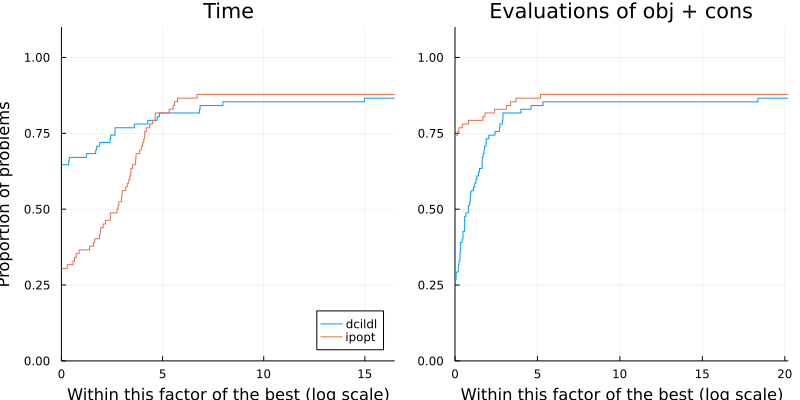 Time
Evaluations of obj + cons
Proportion of problems
1.00
0.75
0.50
0.25
0.00
0 5 10 15
Within this factor of the best (log scale)
dcildl
ipopt
1.00
0.75
0.50
0.25
0.00
0 5 10 15 20
Within this factor of the best (log scale)